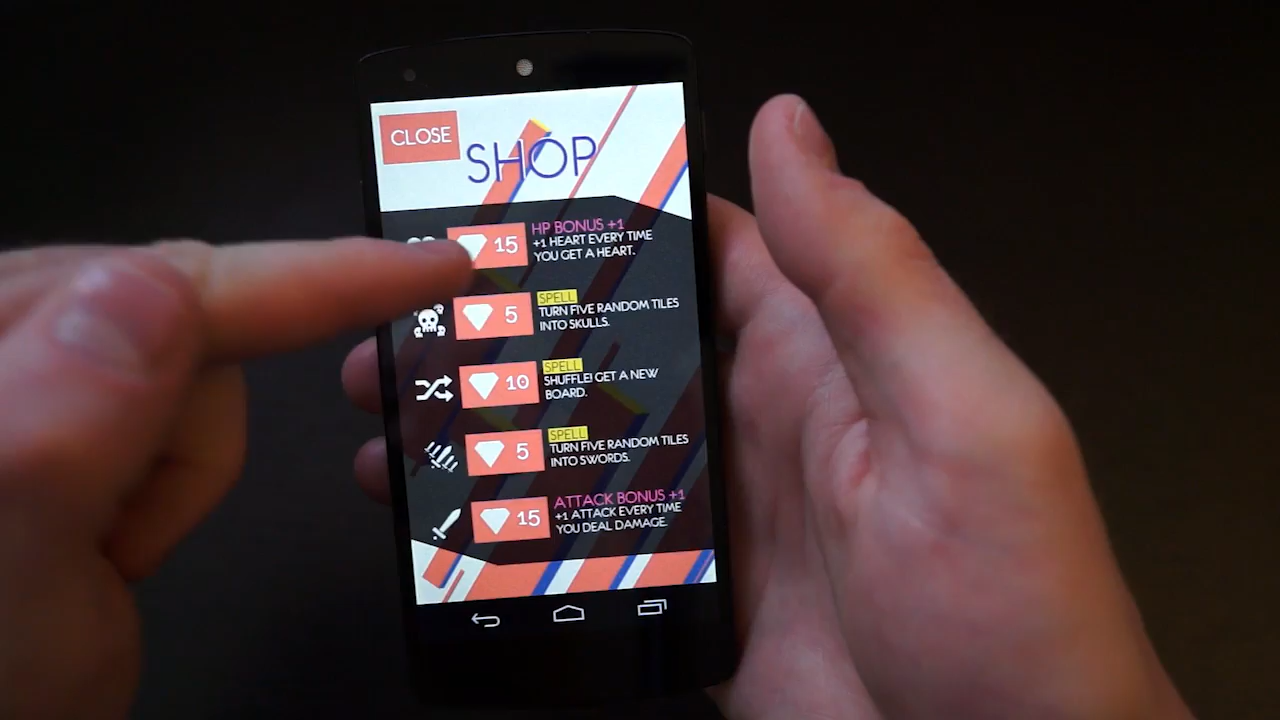 CLOSE
SHOP
15
HP BONUS +1
+1 HEART EVERY TIME
YOU GET A HEART.
5
SPELL
TURN FIVE RANDOM TILES
INTO SKULLS.
10
SPELL
SHUFFLE! GET A NEW
BOARD.
5
SPELL
TURN FIVE RANDOM TILES
INTO SWORDS.
15
ATTACK BONUS +1
+1 ATTACK EVERY TIME
YOU DEAL DAMAGE.